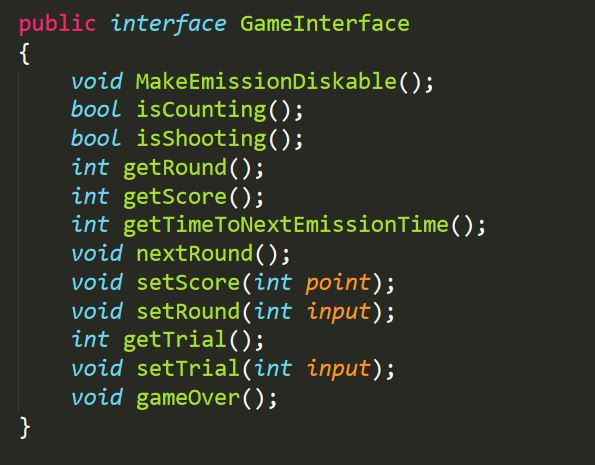 public interface GameInterface
{
void MakeEmissionDiskable();
bool isCounting();
bool isShooting();
int getRound();
int getScore();
int getTimeToNextEmissionTime();
void nextRound();
void setScore(int point);
void setRound(int input);
int getTrial();
void setTrial(int input);
void gameOver();
}